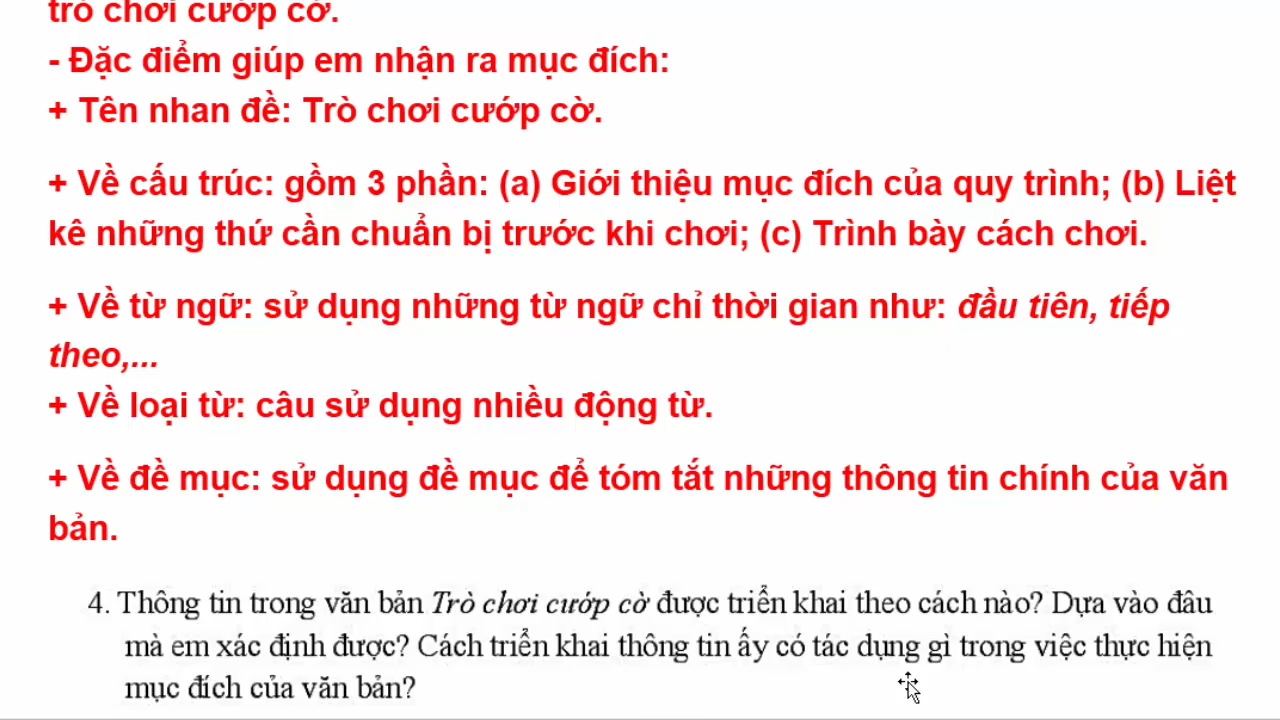 trò chơi cướp cờ.
- Đặc điểm giúp em nhận ra mục đích:
+ Tên nhan đề: Trò chơi cướp cờ.
+ Về cấu trúc: gồm 3 phần: (a) Giới thiệu mục đích của quy trình; (b) Liệt
kê những thứ cần chuẩn bị trước khi chơi; (c) Trình bày cách chơi.
+ Về từ ngữ: sử dụng những từ ngữ chỉ thời gian như: đầu tiên, tiếp
theo,...
+ Về loại từ: câu sử dụng nhiều động từ.
+ Về đề mục: sử dụng đề mục để tóm tắt những thông tin chính của văn
bản.
4. Thông tin trong văn bản Trò chơi cướp cờ được triển khai theo cách nào? Dựa vào đâu
mà em xác định được? Cách triển khai thông tin ấy có tác dụng gì trong việc thực hiện
mục đích của văn bản?